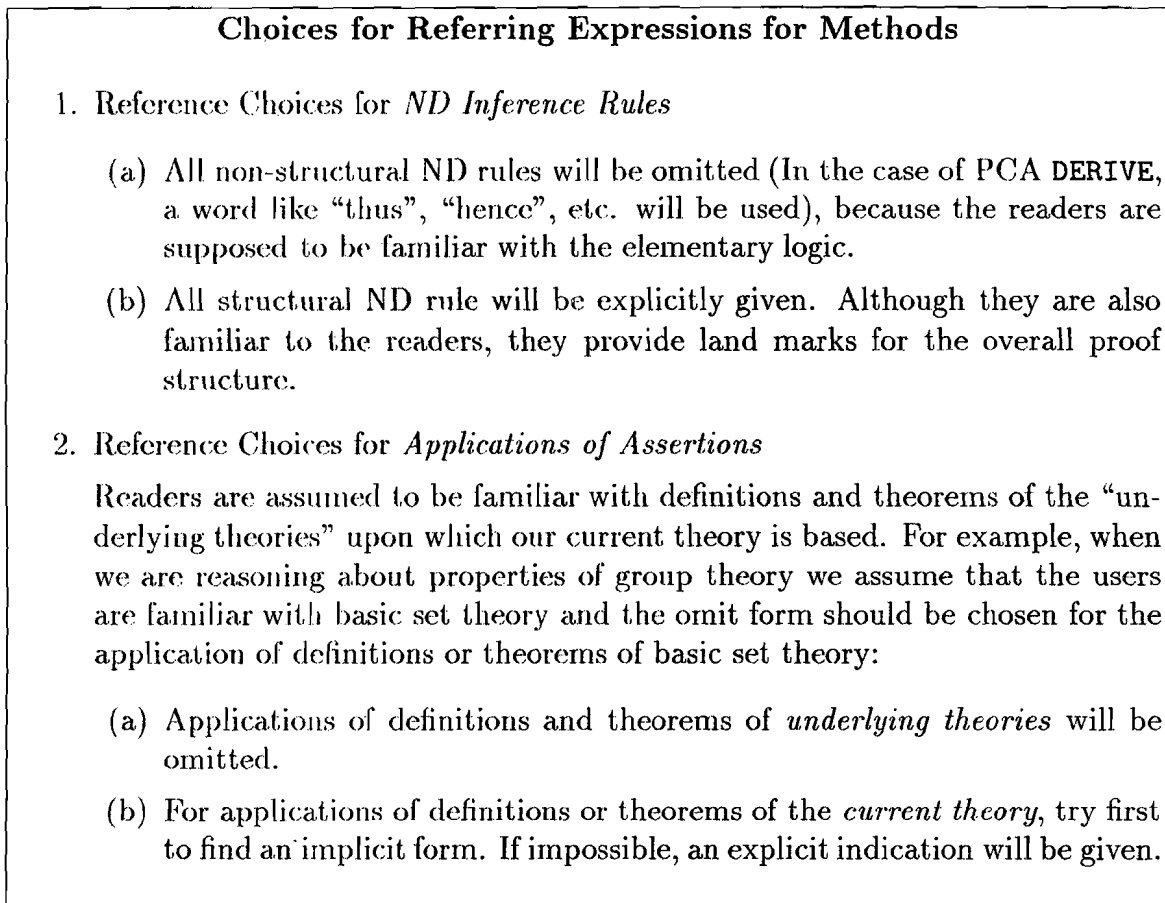 Choices for Referring Expressions for Methods
1. Reference Choices for ND Inference Rules
(a) All non-structural ND rules will be omitted (In the case of PCA DERIVE,
a word like “thus”, “hence”, etc. will be used), because the readers are
supposed to be familiar with the elementary logic.
(b) All structural ND rule will be explicitly given. Although they are also
familiar to the readers, they provide land marks for the overall proof
structure.
2. Reference Choices for Applications of Assertions
Readers are assumed to be familiar with definitions and theorems of the “un-
derlying theories” upon which our current theory is based. For example, when
we are reasoning about properties of group theory we assume that the users
are familiar with basic set theory and the omit form should be chosen for the
application of definitions or theorems of basic set theory:
(a) Applications of definitions and theorems of underlying theories will be
omitted.
(b) For applications of definitions or theorems of the current theory, try first
to find an implicit form. If impossible, an explicit indication will be given.